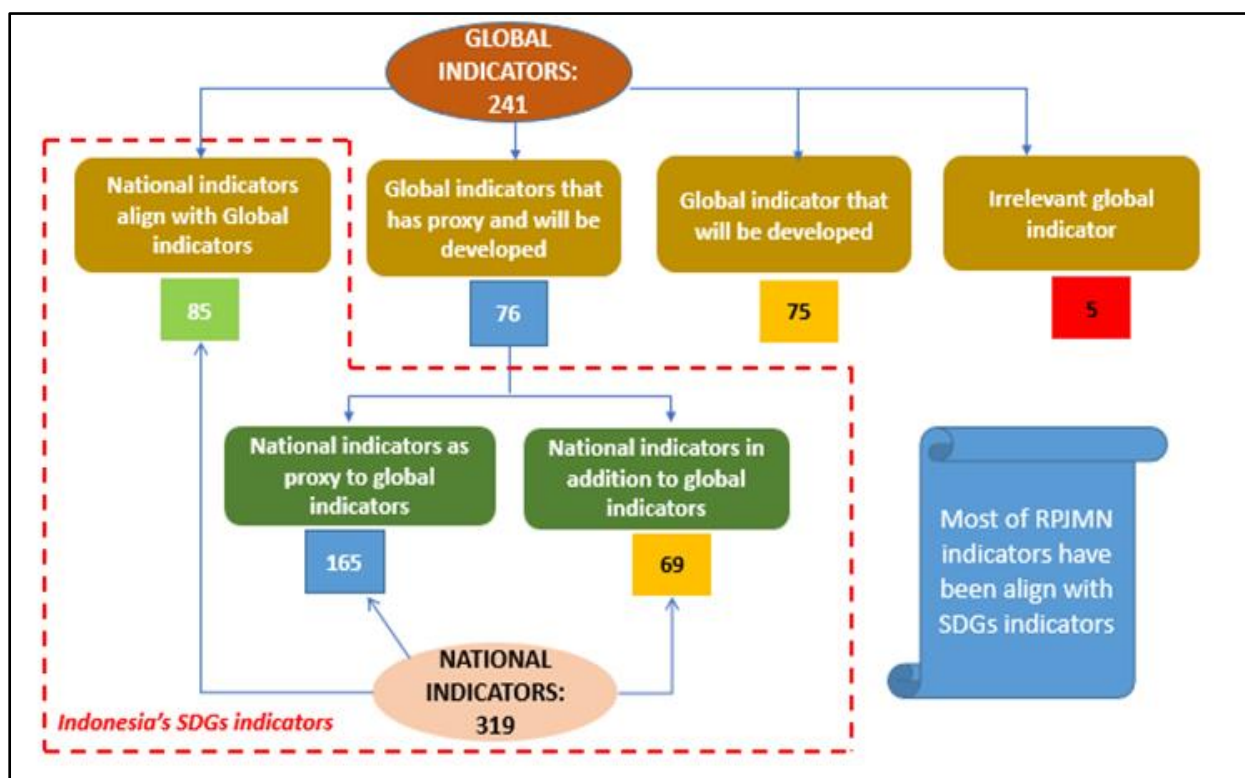 GLOBAL
INDICATORS:
241
National indicators
align with Global
indicators
Global indicators that
has proxy and will be
developed
Global indicator that
will be developed
Irrelevant global
indicator
85
76
75
5
National indicators as
proxy to global
indicators
National indicators in
addition to global
indicators
165
69
Most of RPJMN
indicators have
been align with
SDGs indicators
NATIONAL
INDICATORS:
319
Indonesia's SDGs indicators